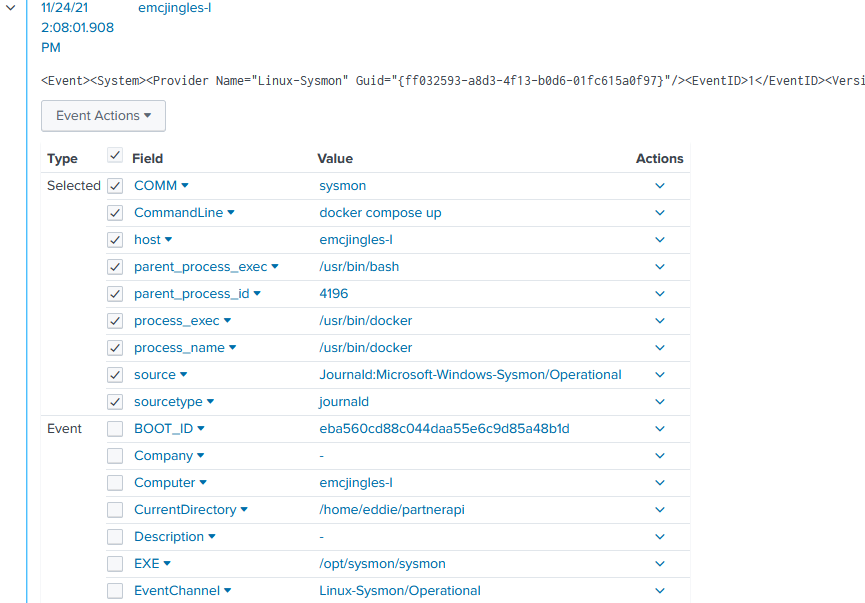 11/24/21 emcjingles-l
2:08:01.908
PM
<Event><System><Provider Name="Linux-Sysmon" Guid="{ff032593-a8d3-4f13-b0d6-01fc615a0f97}"/><EventID>1</EventID><Versi
Event Actions
Type Field Value Actions
Selected COMM sysmon
CommandLine docker compose up
host emcjingles-l
parent_process_exec /usr/bin/bash
parent_process_id 4196
process_exec /usr/bin/docker
process_name /usr/bin/docker
source Journald:Microsoft-Windows-Sysmon/Operational
sourcetype journald
Event BOOT_ID eba560cd88c044daa55e6c9d85a48b1d
Company -
Computer emcjingles-l
CurrentDirectory /home/eddie/partnerapi
Description -
EXE /opt/sysmon/sysmon
EventChannel Linux-Sysmon/Operational